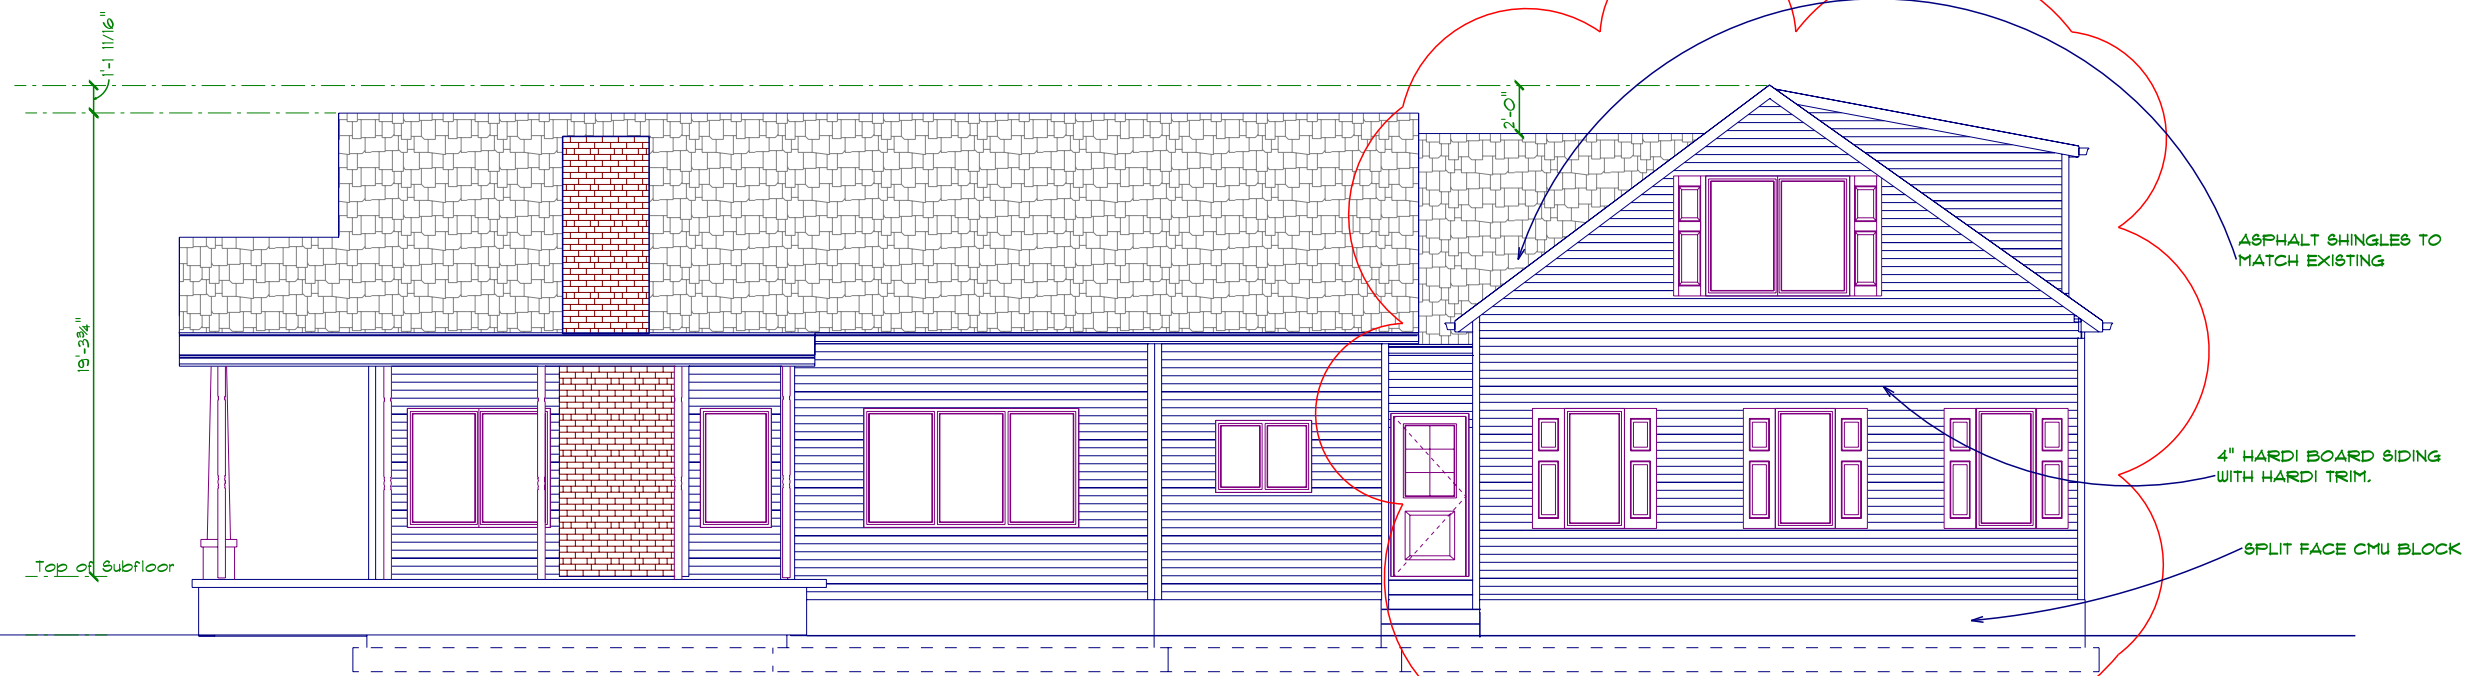 1'-1 11/16"
2'-0"
19'-3¾"
Top of Subfloor
ASPHALT SHINGLES TO
MATCH EXISTING
4" HARDI BOARD SIDING
WITH HARDI TRIM.
SPLIT FACE CMU BLOCK